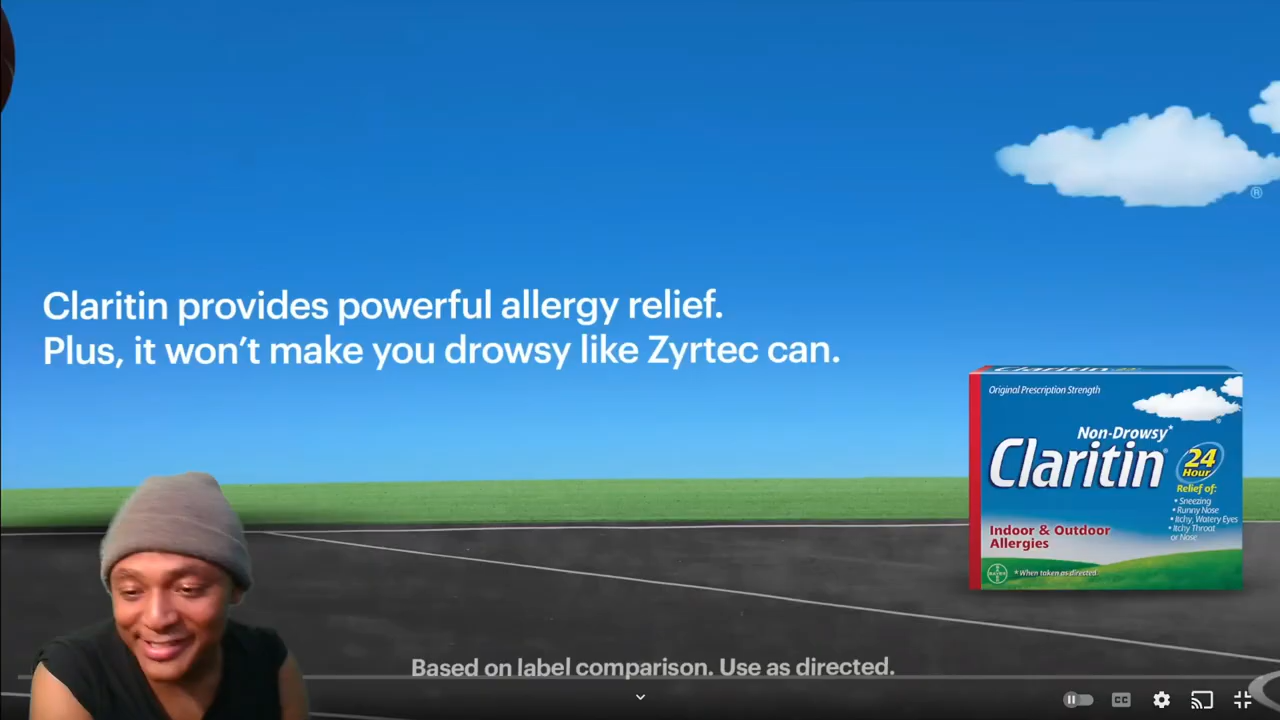 ®
Claritin provides powerful allergy relief.
Plus, it won't make you drowsy like Zyrtec can.
Claritin
Original Prescription Strength
Non-Drowsy*
Claritin®
24
Hour
Relief of:
• Sneezing
• Runny Nose
• Itchy, Watery Eyes
• Itchy Throat
or Nose
Indoor & Outdoor
Allergies
*When taken as directed
Based on label comparison. Use as directed.
CC